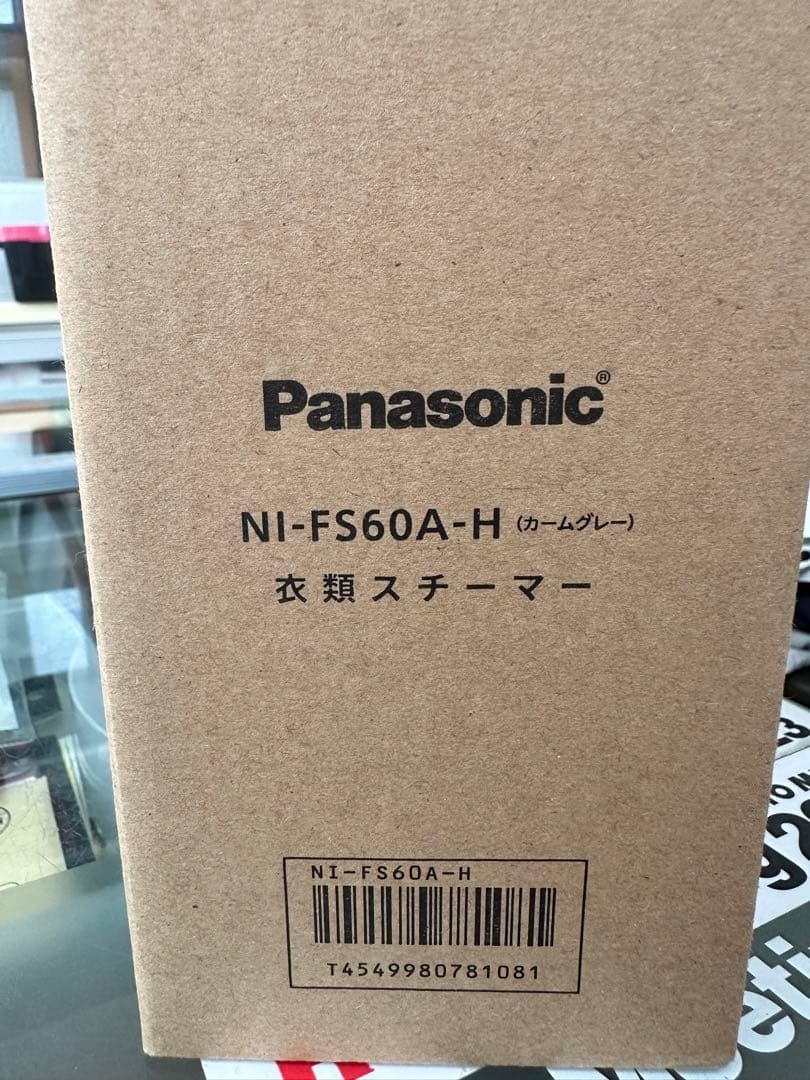 Panasonic®
NI-FS60A-H (カームグレー)
衣類スチーマー
NI-FS60A-H
T4549980781081